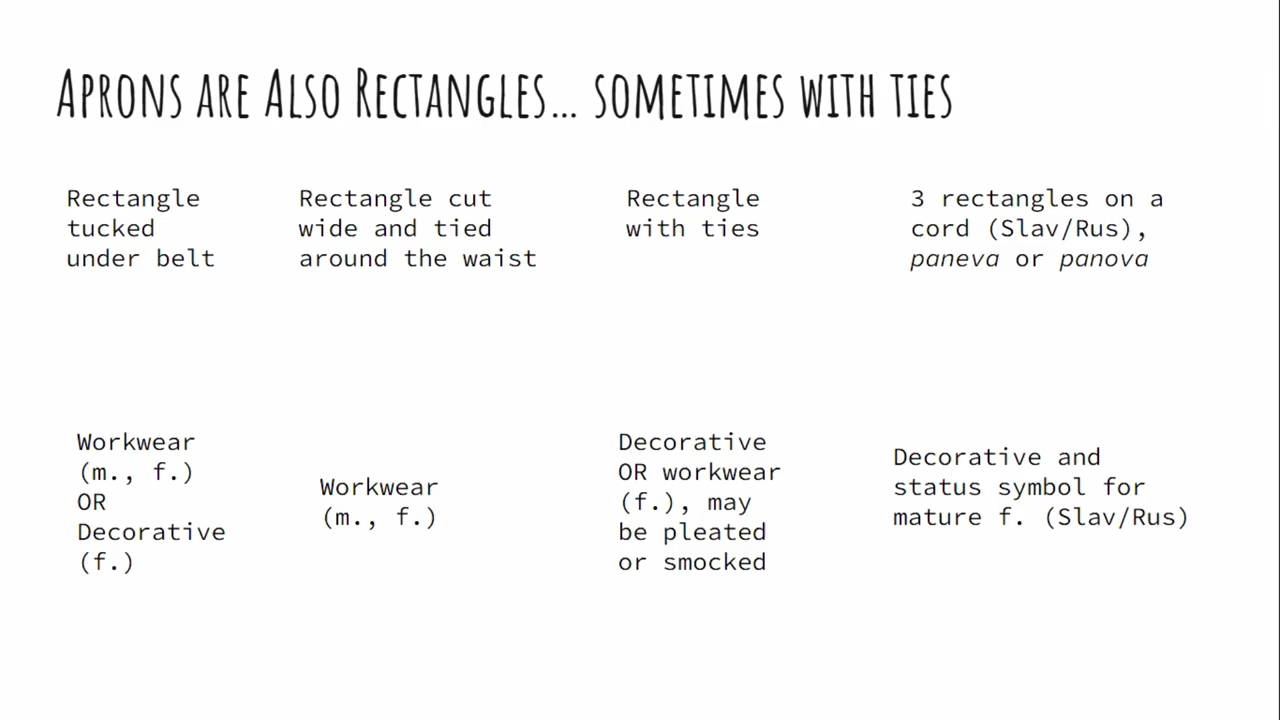 Aprons are Also Rectangles... sometimes with ties
Rectangle
tucked
under belt
Rectangle cut
wide and tied
around the waist
Rectangle
with ties
3 rectangles on a
cord (Slav/Rus),
paneva or panova
Workwear
(m., f.)
OR
Decorative
(f.)
Workwear
(m., f.)
Decorative
OR workwear
(f.), may
be pleated
or smocked
Decorative and
status symbol for
mature f. (Slav/Rus)